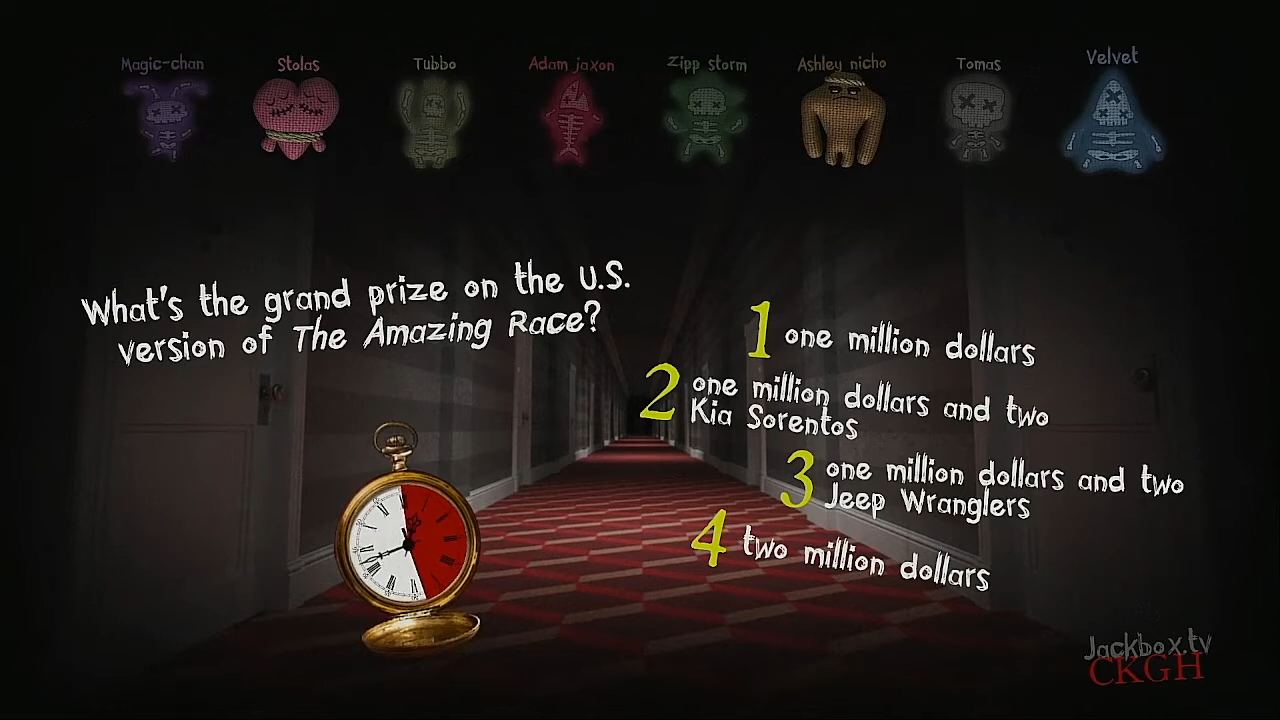 Magic-chan
Stolas
Tubbo
Adam jaxon
Zipp storm
Ashley nicho
Tomas
Velvet
What's the grand prize on the U.S.
version of The Amazing Race?
1 one million dollars
2 one million dollars and two
Kia Sorentos
3 one million dollars and two
Jeep Wranglers
4 two million dollars
Jackbox.tv
CKGH